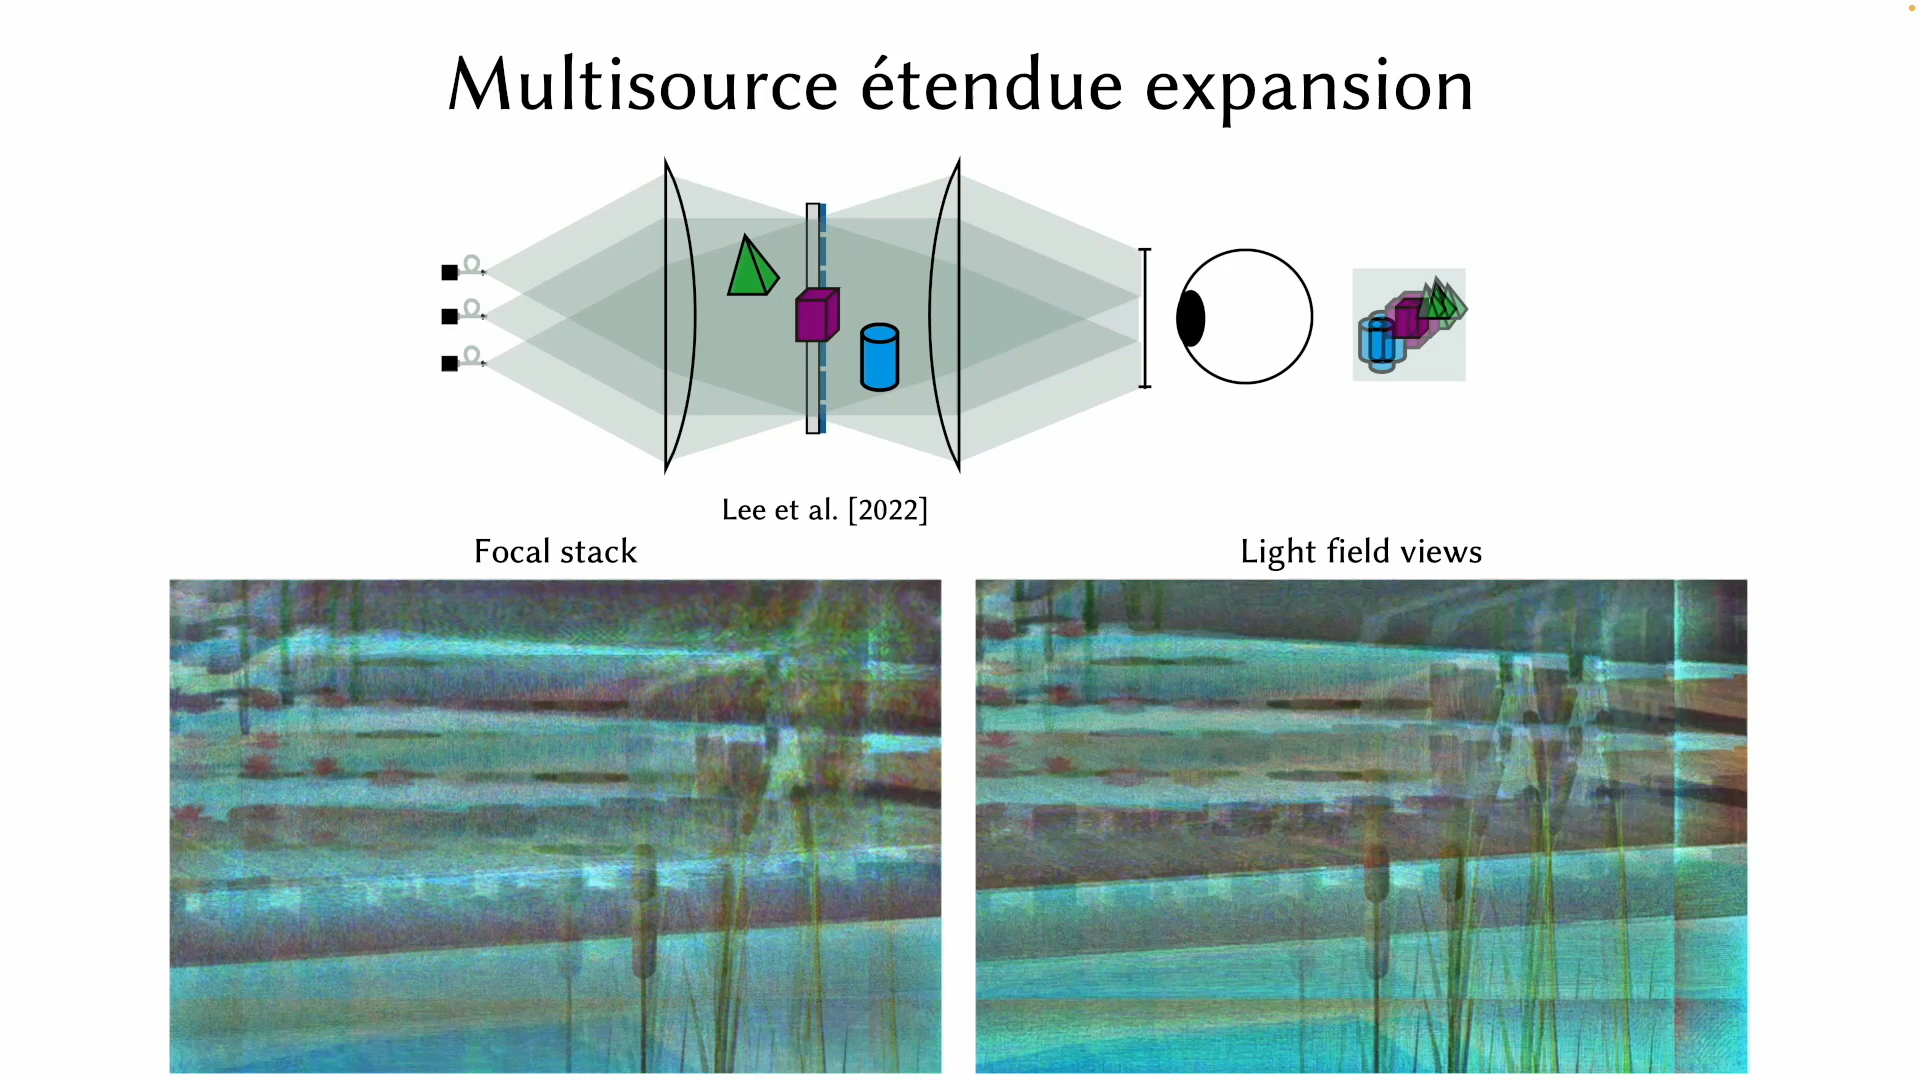 Multisource étendue expansion
Lee et al. [2022]
Focal stack
Light field views